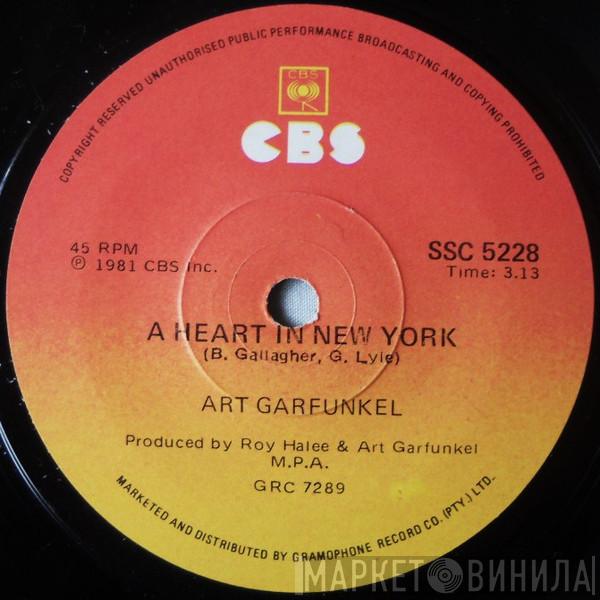 COPYRIGHT RESERVED UNAUTHORISED PUBLIC PERFORMANCE BROADCASTING AND COPYING PROHIBITED
CBS
CBS
45 RPM
℗ 1981 CBS Inc.
SSC 5228
Time: 3.13
A HEART IN NEW YORK
(B. Gallagher, G. Lyle)
ART GARFUNKEL
Produced by Roy Halee & Art Garfunkel
M.P.A.
GRC 7289
MARKETED AND DISTRIBUTED BY GRAMOPHONE RECORD CO. (PTY.) LTD.
МАРКЕТ ВИНИЛА